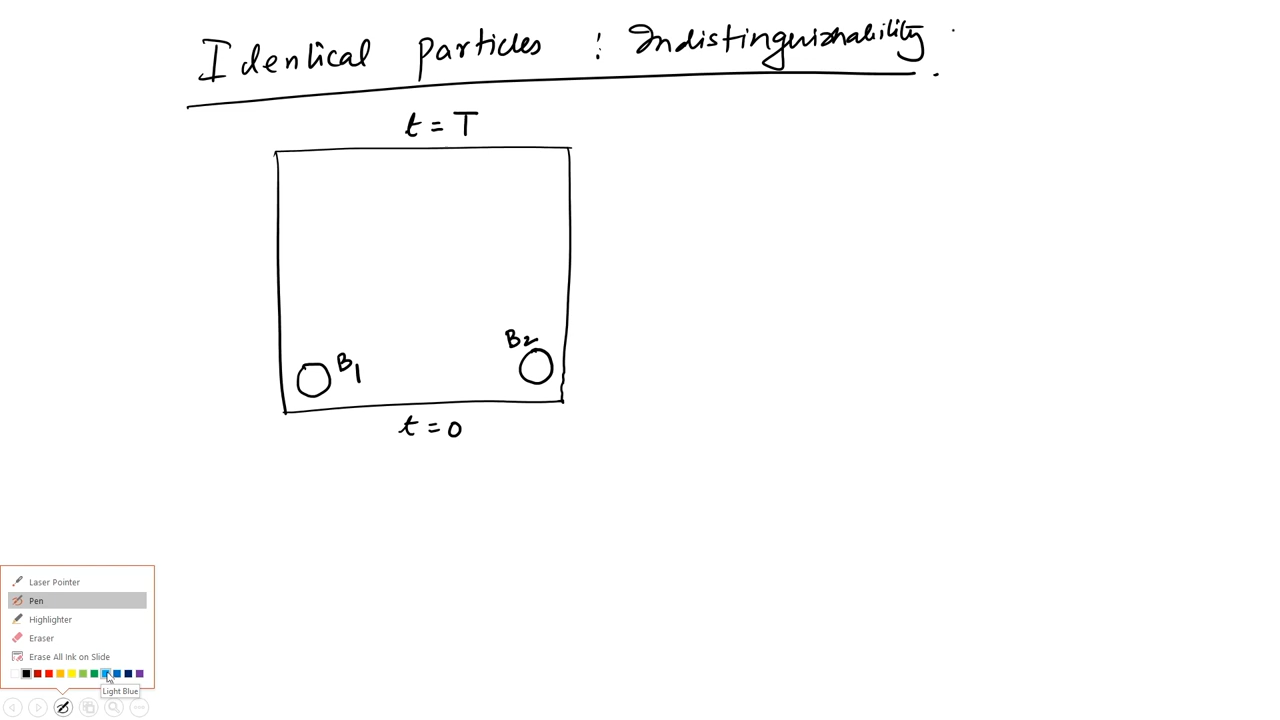 Identical particles : Indistinguishability.
t = T
B2
B1
t = 0
Laser Pointer
Pen
Highlighter
Eraser
Erase All Ink on Slide
Light Blue